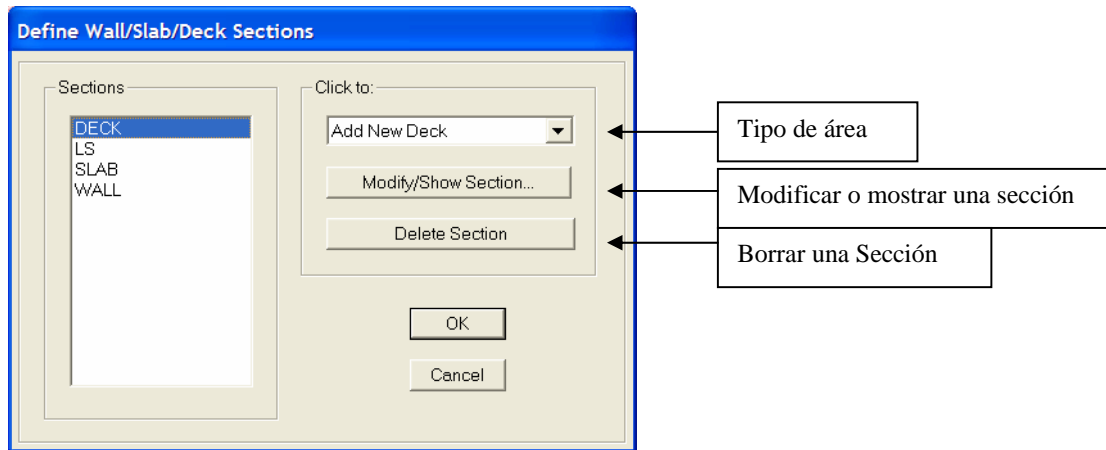 Define Wall/Slab/Deck Sections
Sections
DECK
LS
SLAB
WALL
Click to:
Add New Deck
Modify/Show Section...
Delete Section
OK
Cancel
Tipo de área
Modificar o mostrar una sección
Borrar una Sección